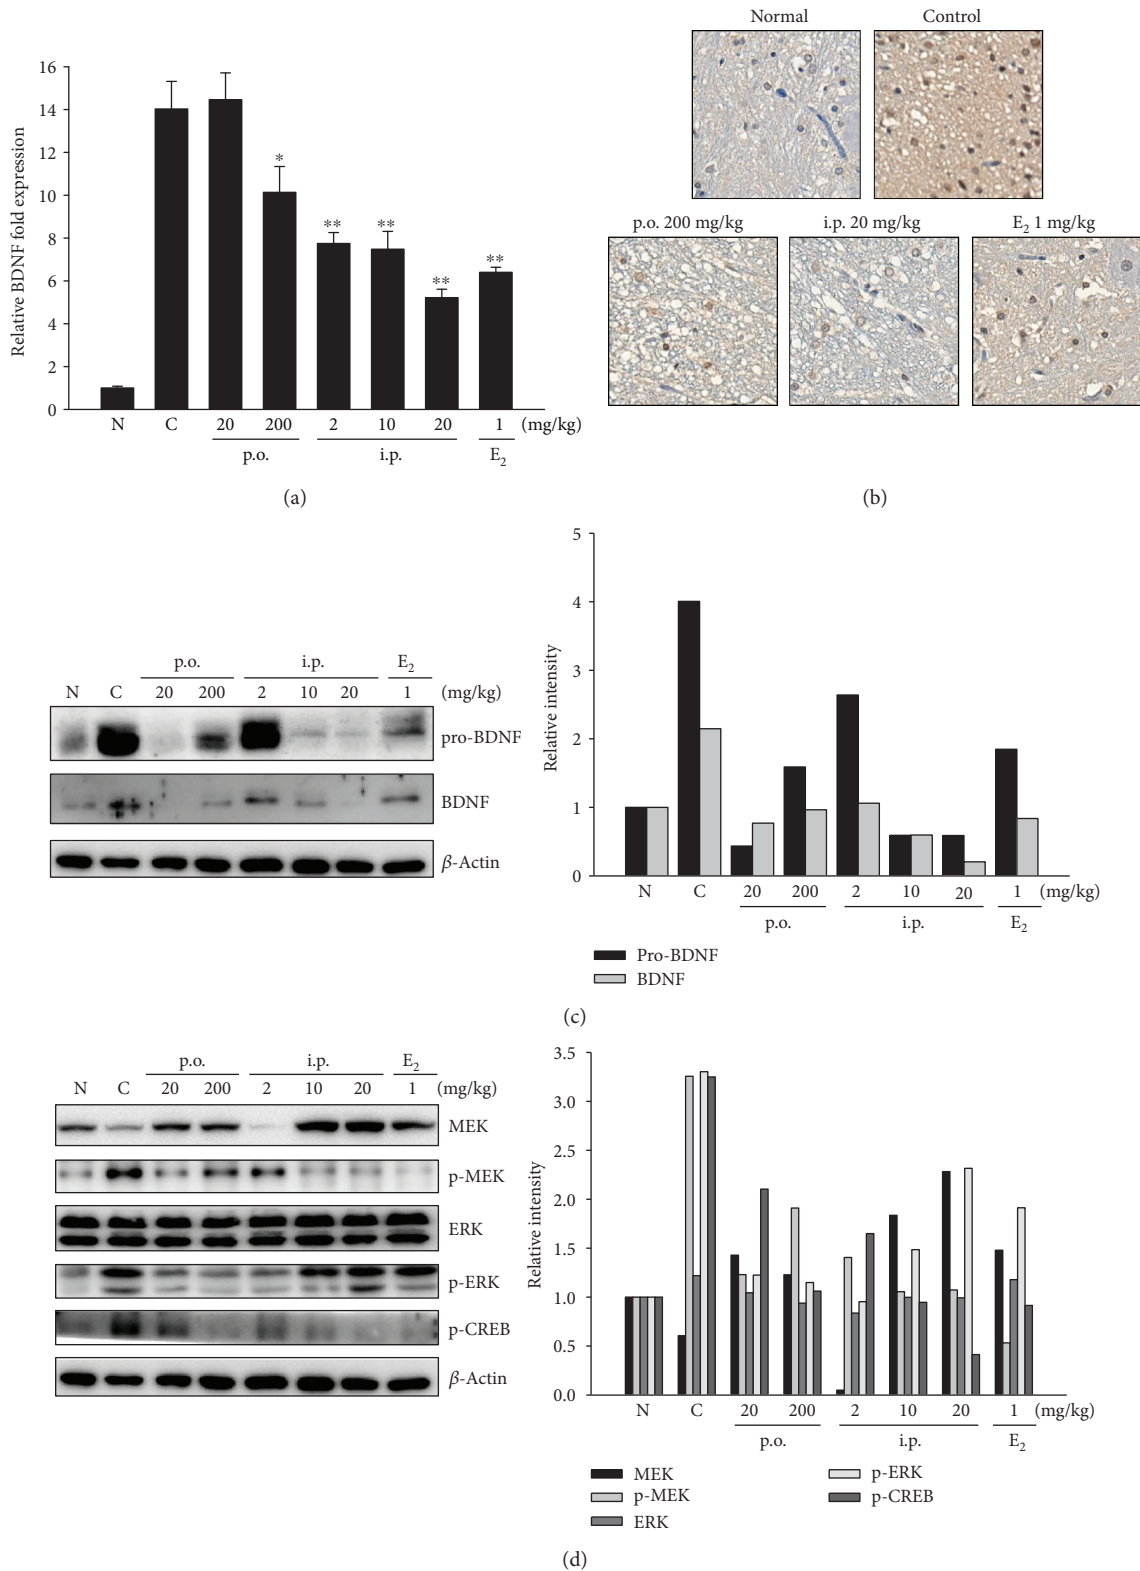 Relative BDNF fold expression
16
14
12
10
8
6
4
2
0
*
**
**
**
**
N C 20 200 2 10 20 1 (mg/kg)
p.o. i.p. E₂
(a)
Normal Control
p.o. 200 mg/kg i.p. 20 mg/kg E₂ 1 mg/kg
(b)
p.o. i.p. E₂
N C 20 200 2 10 20 1 (mg/kg)
pro-BDNF
BDNF
β-Actin
Relative intensity
5
4
3
2
1
0
N C 20 200 2 10 20 1 (mg/kg)
p.o. i.p. E₂
Pro-BDNF
BDNF
(c)
p.o. i.p. E₂
N C 20 200 2 10 20 1 (mg/kg)
MEK
p-MEK
ERK
p-ERK
p-CREB
β-Actin
Relative intensity
3.5
3.0
2.5
2.0
1.5
1.0
0.5
0.0
N C 20 200 2 10 20 1 (mg/kg)
p.o. i.p. E₂
MEK p-ERK
p-MEK p-CREB
ERK
(d)